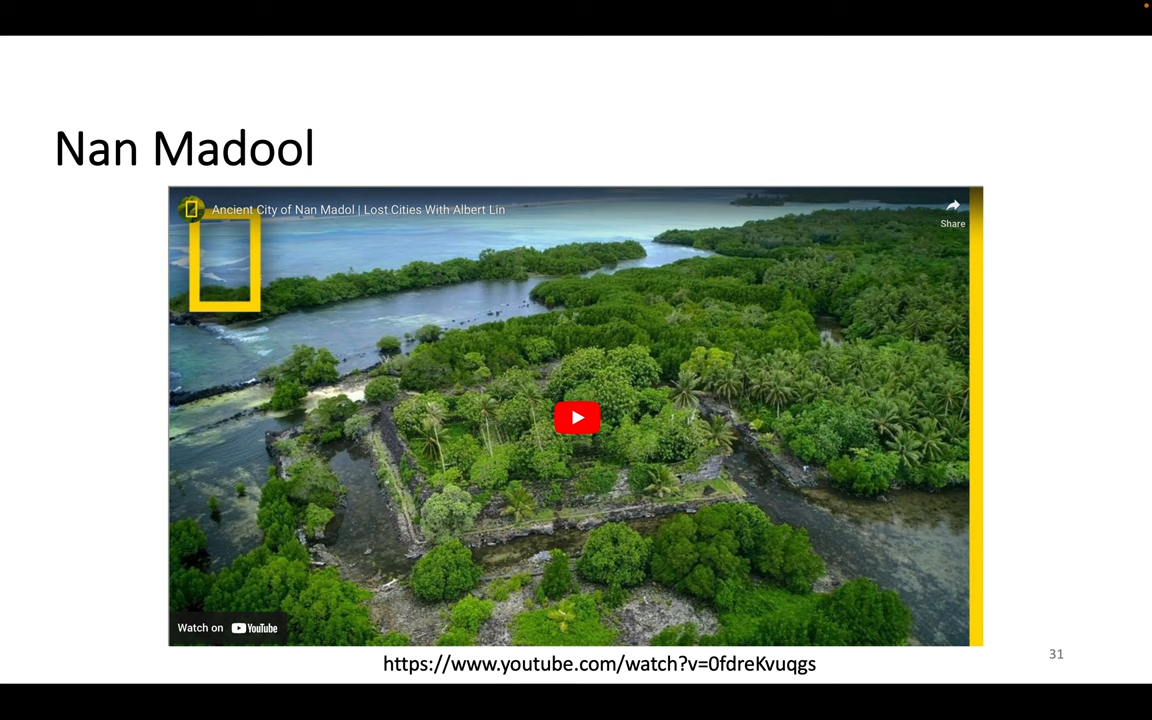 Nan Madool
Ancient City of Nan Madol | Lost Cities With Albert Lin
Share
Watch on YouTube
https://www.youtube.com/watch?v=0fdreKvuqgs
31